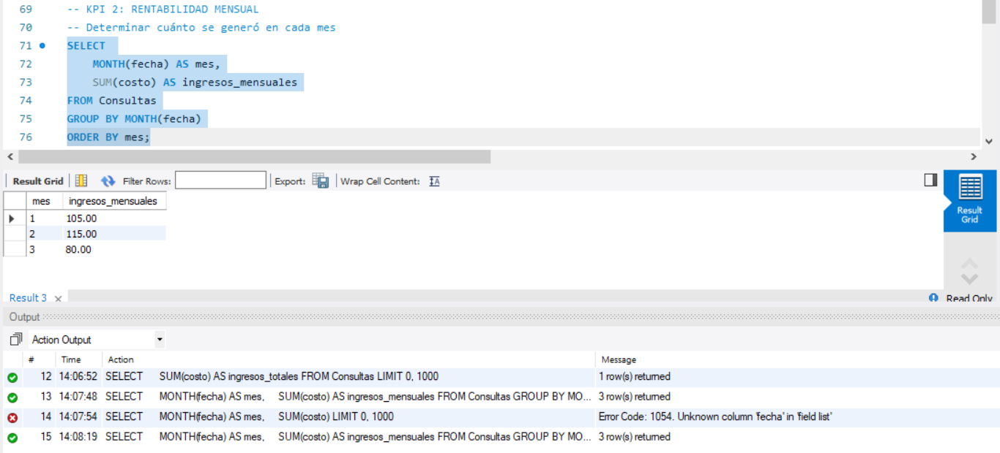 69 -- KPI 2: RENTABILIDAD MENSUAL
70 -- Determinar cuánto se generó en cada mes
71 SELECT
72 MONTH(fecha) AS mes,
73 SUM(costo) AS ingresos_mensuales
74 FROM Consultas
75 GROUP BY MONTH(fecha)
76 ORDER BY mes;
Result Grid Filter Rows: Export: Wrap Cell Content: IA
Result Grid
mes ingresos_mensuales
1 105.00
2 115.00
3 80.00
Result 3 × Read Only
Output
Action Output
# Time Action Message
12 14:06:52 SELECT SUM(costo) AS ingresos_totales FROM Consultas LIMIT 0, 1000 1 row(s) returned
13 14:07:48 SELECT MONTH(fecha) AS mes, SUM(costo) AS ingresos_mensuales FROM Consultas GROUP BY MO... 3 row(s) returned
14 14:07:54 SELECT MONTH(fecha) AS mes, SUM(costo) LIMIT 0, 1000 Error Code: 1054. Unknown column 'fecha' in 'field list'
15 14:08:19 SELECT MONTH(fecha) AS mes, SUM(costo) AS ingresos_mensuales FROM Consultas GROUP BY MO... 3 row(s) returned